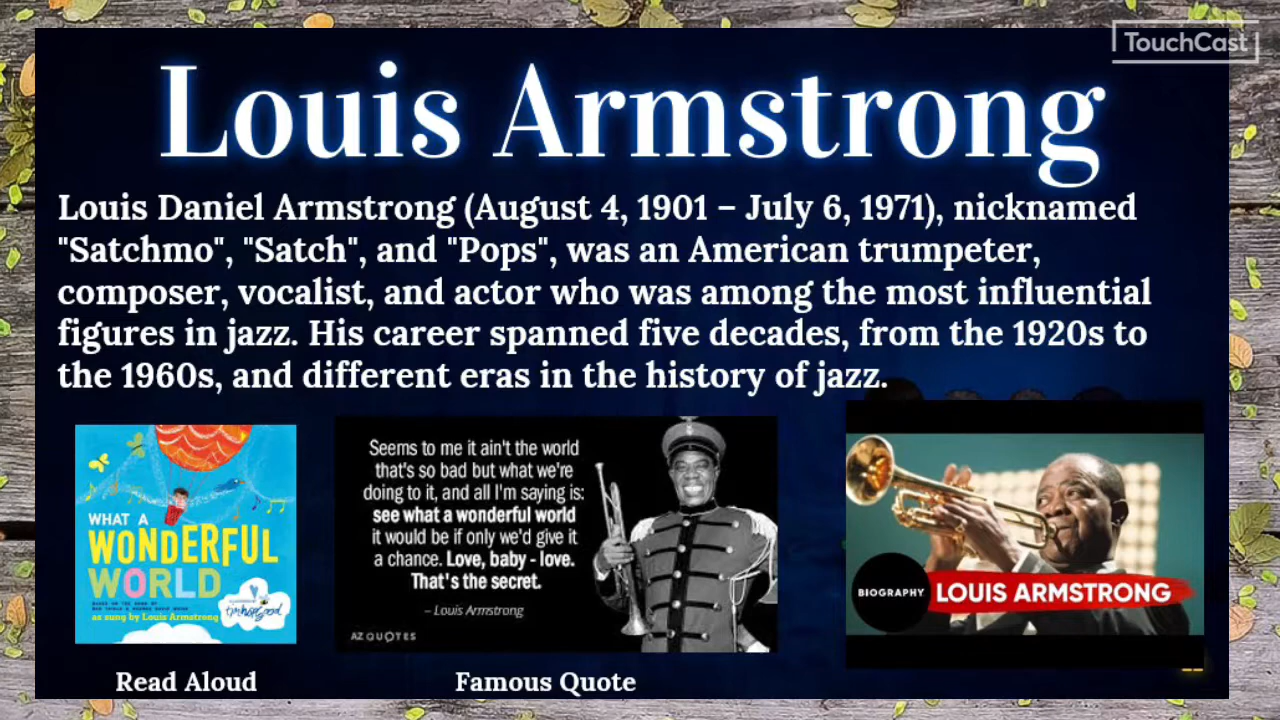 TouchCast
Louis Armstrong
Louis Daniel Armstrong (August 4, 1901 – July 6, 1971), nicknamed
"Satchmo", "Satch", and "Pops", was an American trumpeter,
composer, vocalist, and actor who was among the most influential
figures in jazz. His career spanned five decades, from the 1920s to
the 1960s, and different eras in the history of jazz.
WHAT A
WONDERFUL
WORLD
as sung by Louis Armstrong
tim hopgood
Seems to me it ain't the world
that's so bad but what we're
doing to it, and all I'm saying is:
see what a wonderful world
it would be if only we'd give it
a chance. Love, baby - love.
That's the secret.
– Louis Armstrong
AZ QUOTES
BIOGRAPHY
LOUIS ARMSTRONG
Read Aloud
Famous Quote